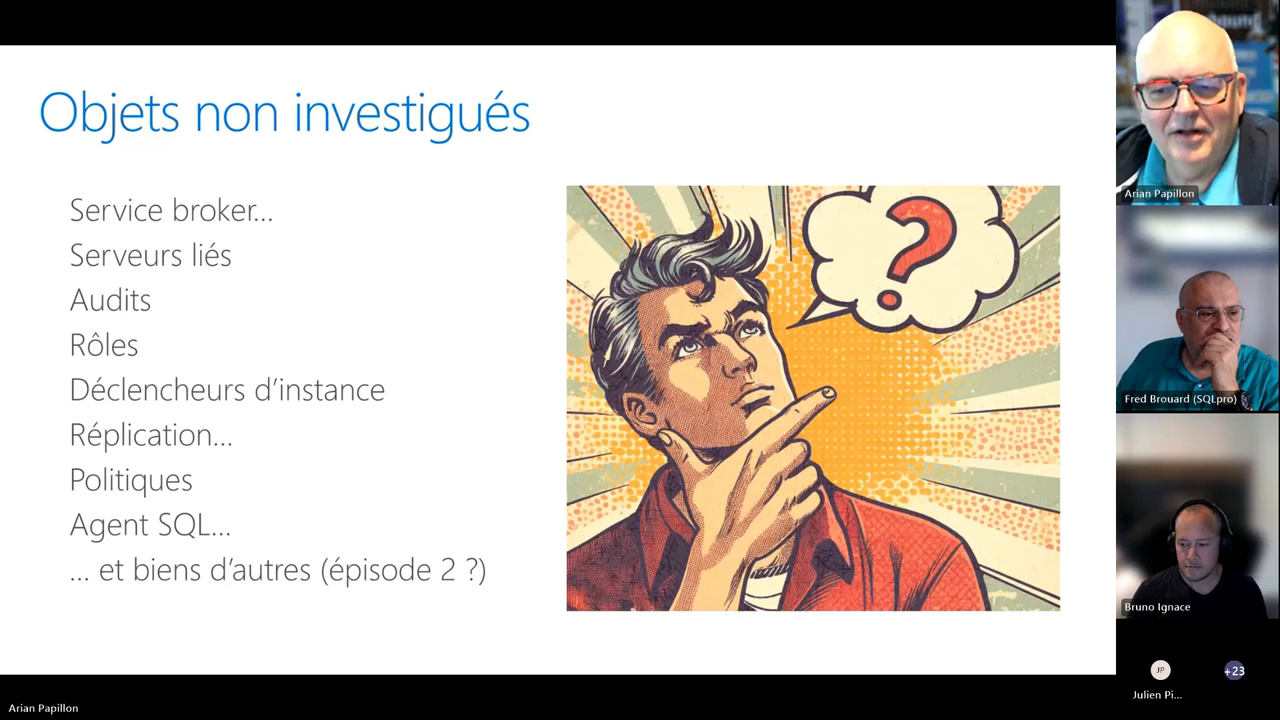 Objets non investigués
Service broker...
Serveurs liés
Audits
Rôles
Déclencheurs d'instance
Réplication...
Politiques
Agent SQL...
... et biens d'autres (épisode 2 ?)
?
Arian Papillon
Fred Brouard (SQLpro)
Bruno Ignace
JP
+23
Julien Pi...
Arian Papillon